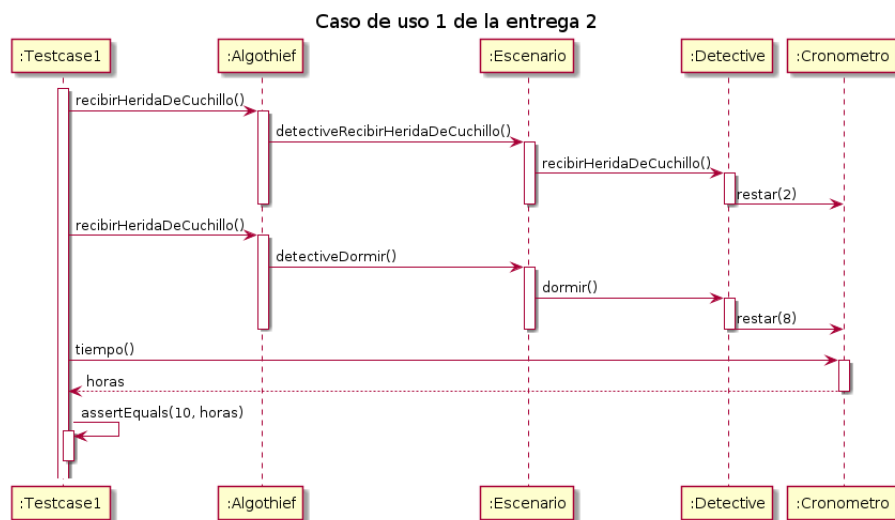 Caso de uso 1 de la entrega 2
:Testcase1 :Algothief :Escenario :Detective :Cronometro
recibirHeridaDeCuchillo()
detectiveRecibirHeridaDeCuchillo()
recibirHeridaDeCuchillo()
restar(2)
recibirHeridaDeCuchillo()
detectiveDormir()
dormir()
restar(8)
tiempo()
horas
assertEquals(10, horas)
:Testcase1 :Algothief :Escenario :Detective :Cronometro